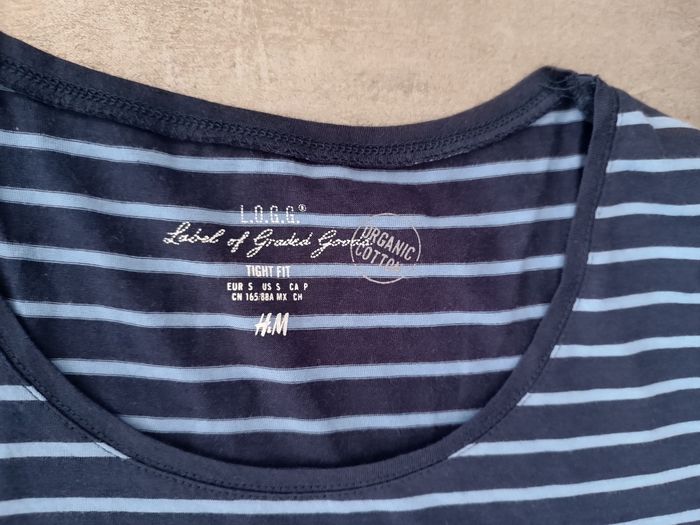 L.O.G.G.®
Label of Graded Goods
ORGANIC
COTTON
TIGHT FIT
EUR S US S CA P
CN 165/88A MX CH
H&M